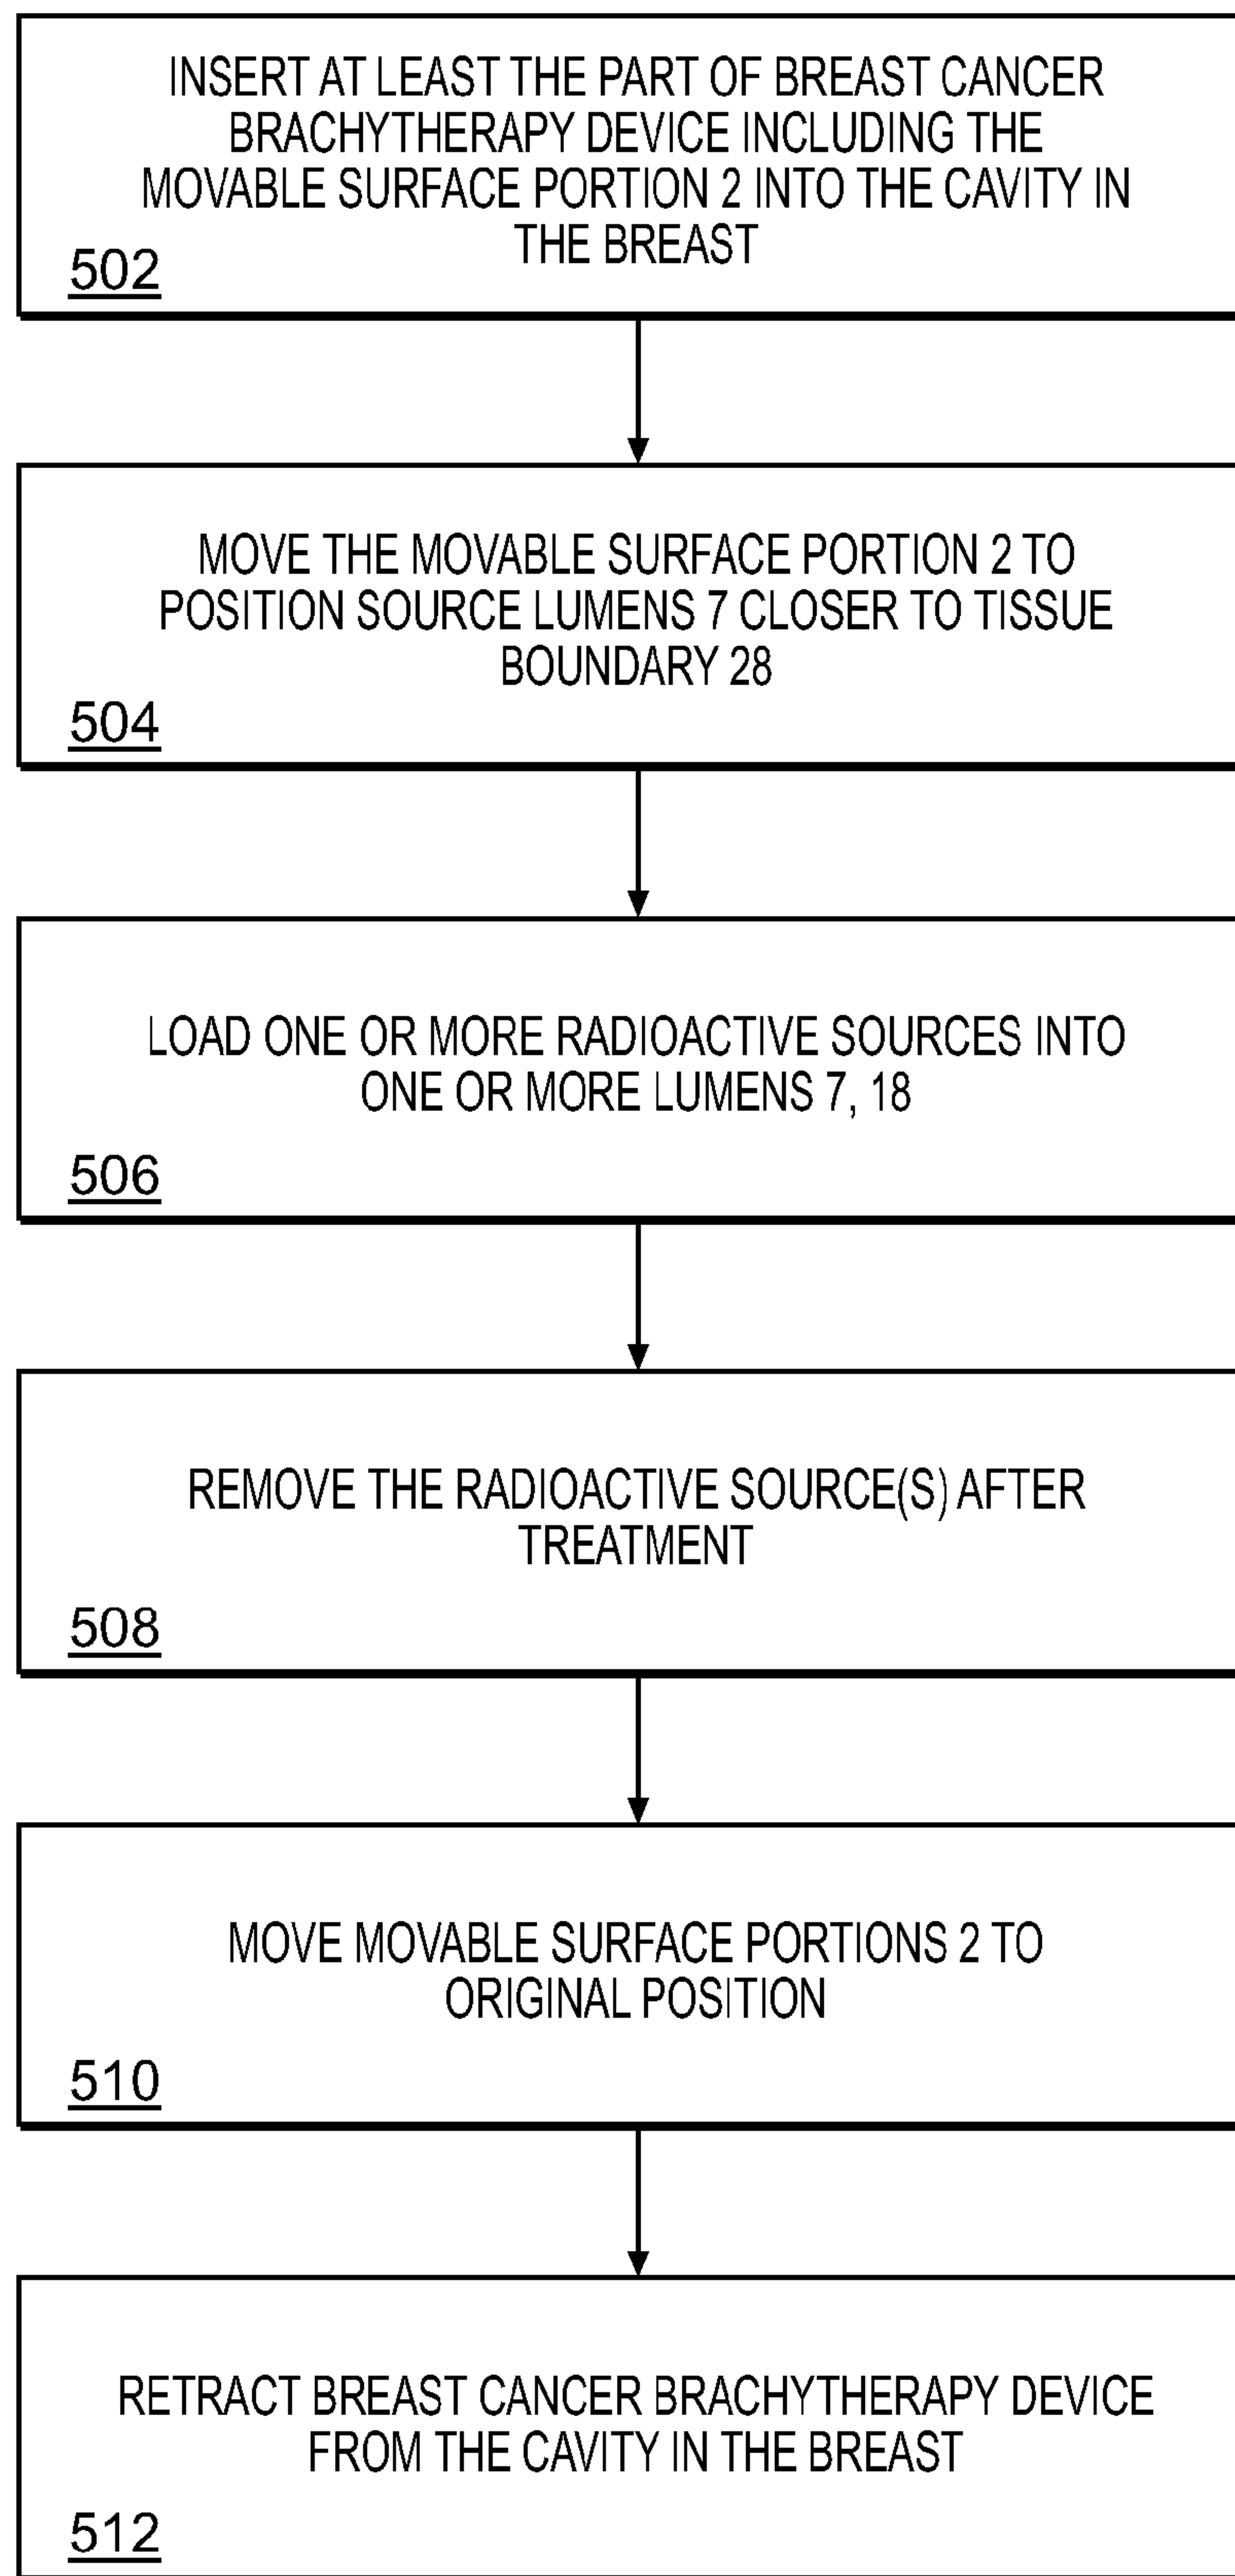 INSERT AT LEAST THE PART OF BREAST CANCER
BRACHYTHERAPY DEVICE INCLUDING THE
MOVABLE SURFACE PORTION 2 INTO THE CAVITY IN
THE BREAST
502
MOVE THE MOVABLE SURFACE PORTION 2 TO
POSITION SOURCE LUMENS 7 CLOSER TO TISSUE
BOUNDARY 28
504
LOAD ONE OR MORE RADIOACTIVE SOURCES INTO
ONE OR MORE LUMENS 7, 18
506
REMOVE THE RADIOACTIVE SOURCE(S) AFTER
TREATMENT
508
MOVE MOVABLE SURFACE PORTIONS 2 TO
ORIGINAL POSITION
510
RETRACT BREAST CANCER BRACHYTHERAPY DEVICE
FROM THE CAVITY IN THE BREAST
512